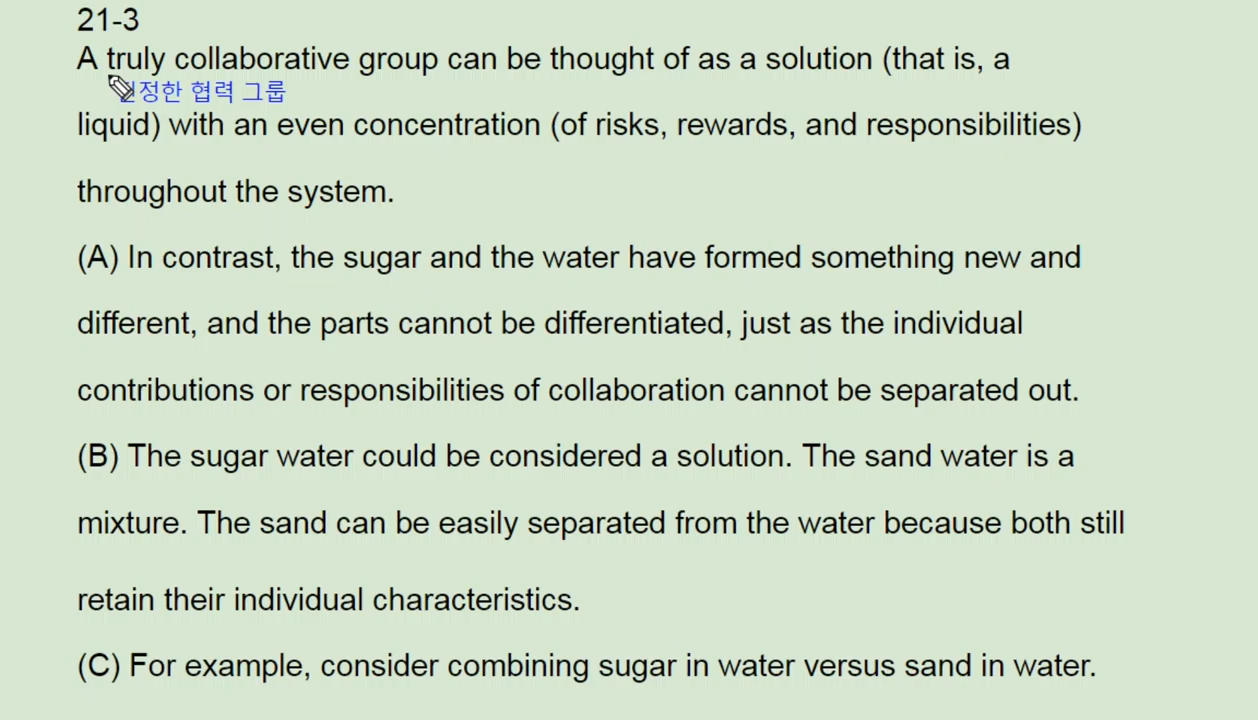 21-3
A truly collaborative group can be thought of as a solution (that is, a
협력 그룹
liquid) with an even concentration (of risks, rewards, and responsibilities)
throughout the system.
(A) In contrast, the sugar and the water have formed something new and
different, and the parts cannot be differentiated, just as the individual
contributions or responsibilities of collaboration cannot be separated out.
(B) The sugar water could be considered a solution. The sand water is a
mixture. The sand can be easily separated from the water because both still
retain their individual characteristics.
(C) For example, consider combining sugar in water versus sand in water.